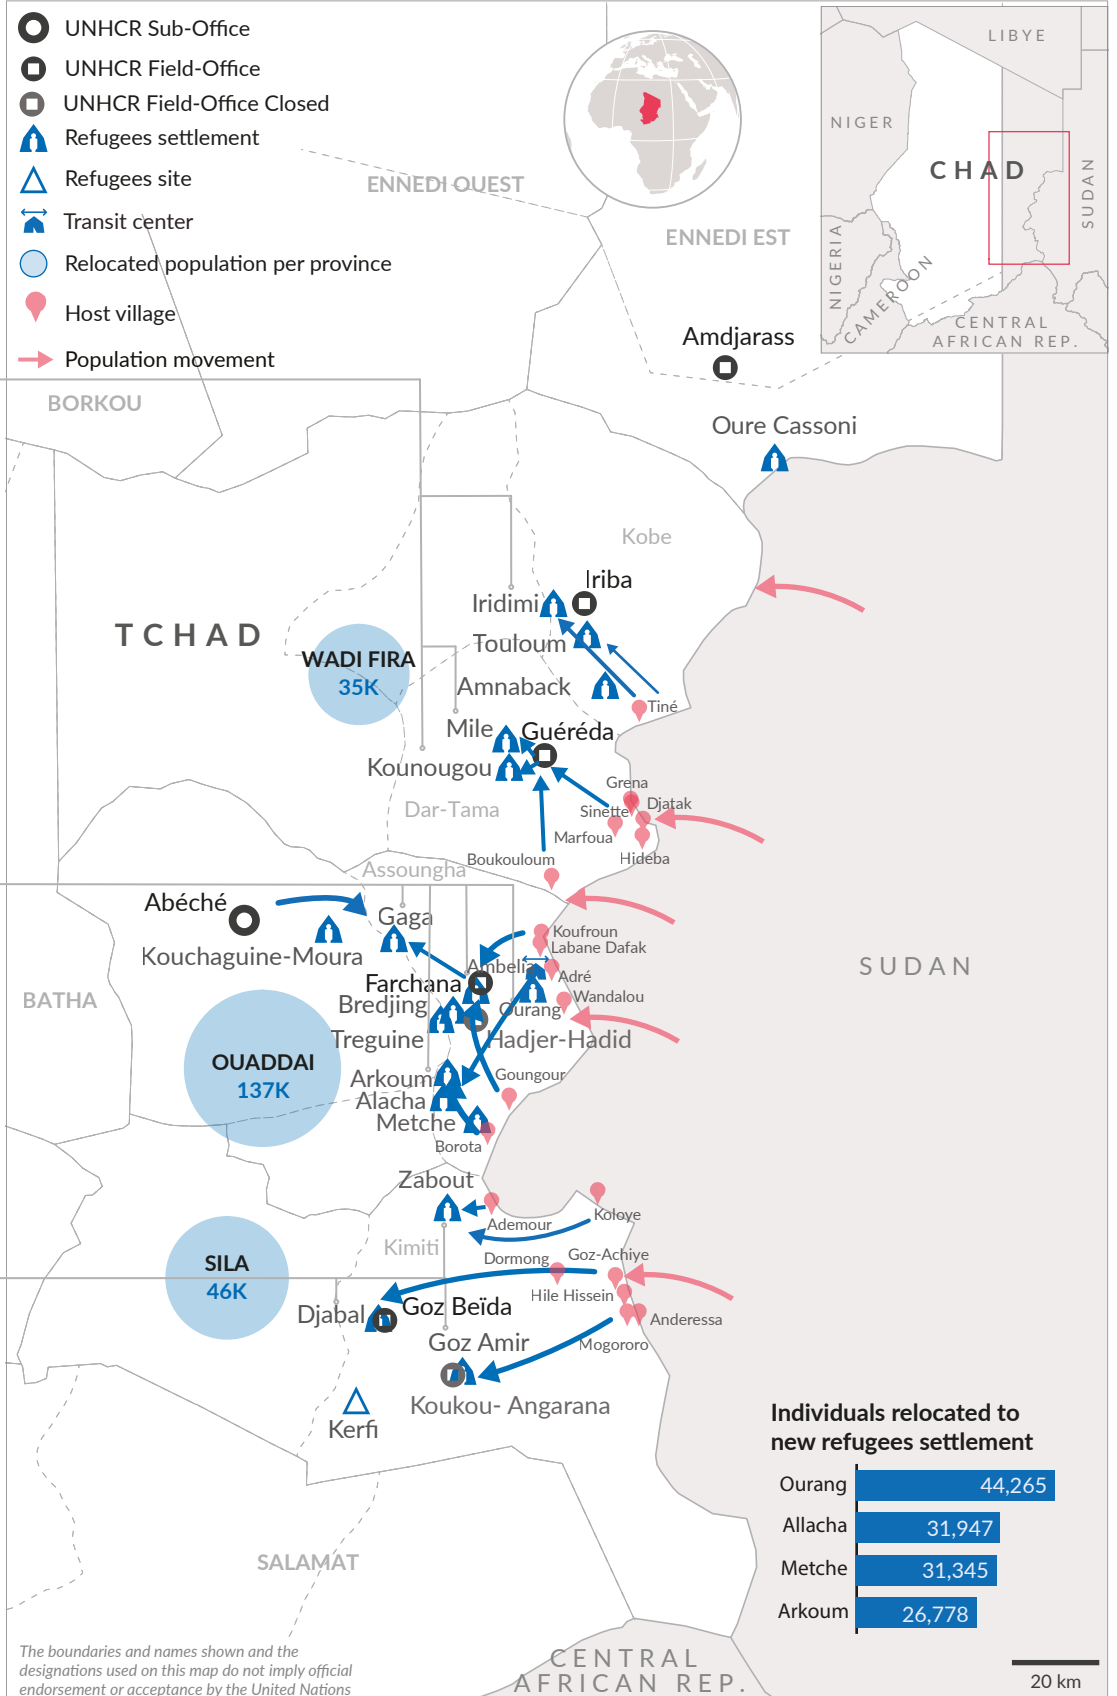 UNHCR Sub-Office
UNHCR Field-Office
UNHCR Field-Office Closed
Refugees settlement
Refugees site
Transit center
Relocated population per province
Host village
Population movement
LIBYE
NIGER
CHAD
SUDAN
NIGERIA
CAMEROON
CENTRAL
AFRICAN REP.
ENNEDI OUEST
ENNEDI EST
Amdjarass
BORKOU
Oure Cassoni
Kobe
Iriba
Iridimi
TCHAD
Touloum
WADI FIRA
35K
Amnaback
Tiné
Mile
Guéréda
Kounougou
Grena
Djatak
Sinette
Dar-Tama
Marfoua
Hideba
Boukouloum
Assoungha
Abéché
Gaga
Koufroun
Labane Dafak
Kouchaguine-Moura
Ambelia
Adré
SUDAN
Farchana
Wandalou
BATHA
Bredjing
Ourang
Treguine
Hadjer-Hadid
OUADDAI
137K
Arkoum
Goungour
Alacha
Metche
Borota
Zabout
Ademour
Koloye
Kimiti
Dormong
Goz-Achiye
SILA
46K
Hile Hissein
Djabal
Goz Beïda
Anderessa
Goz Amir
Mogororo
Koukou- Angarana
Kerfi
Individuals relocated to
new refugees settlement
Ourang
44,265
Allacha
31,947
Metche
31,345
Arkoum
26,778
SALAMAT
The boundaries and names shown and the
designations used on this map do not imply official
endorsement or acceptance by the United Nations
CENTRAL
AFRICAN REP.
20 km